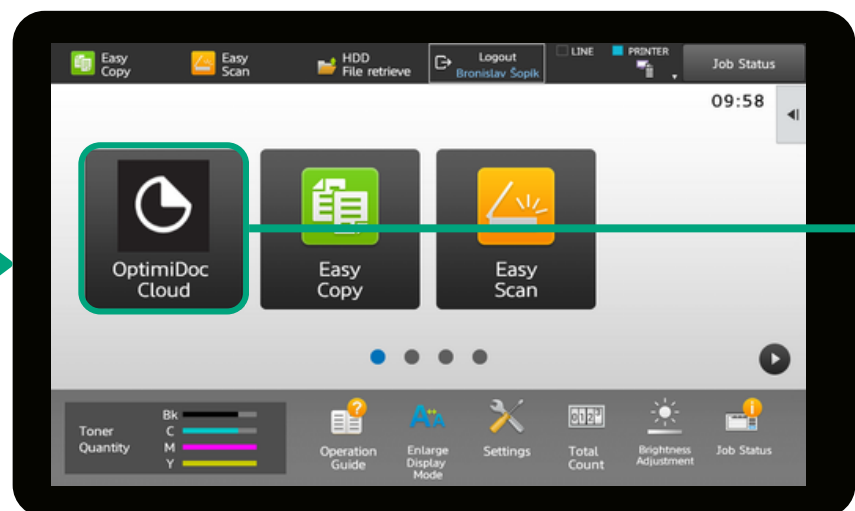 Easy
Copy
Easy
Scan
HDD
File retrieve
Logout
Bronislav Šopík
LINE
PRINTER
Job Status
09:58
OptimiDoc
Cloud
Easy
Copy
Easy
Scan
Toner
Quantity
Bk
C
M
Y
Operation
Guide
Enlarge
Display
Mode
Settings
Total
Count
Brightness
Adjustment
Job Status